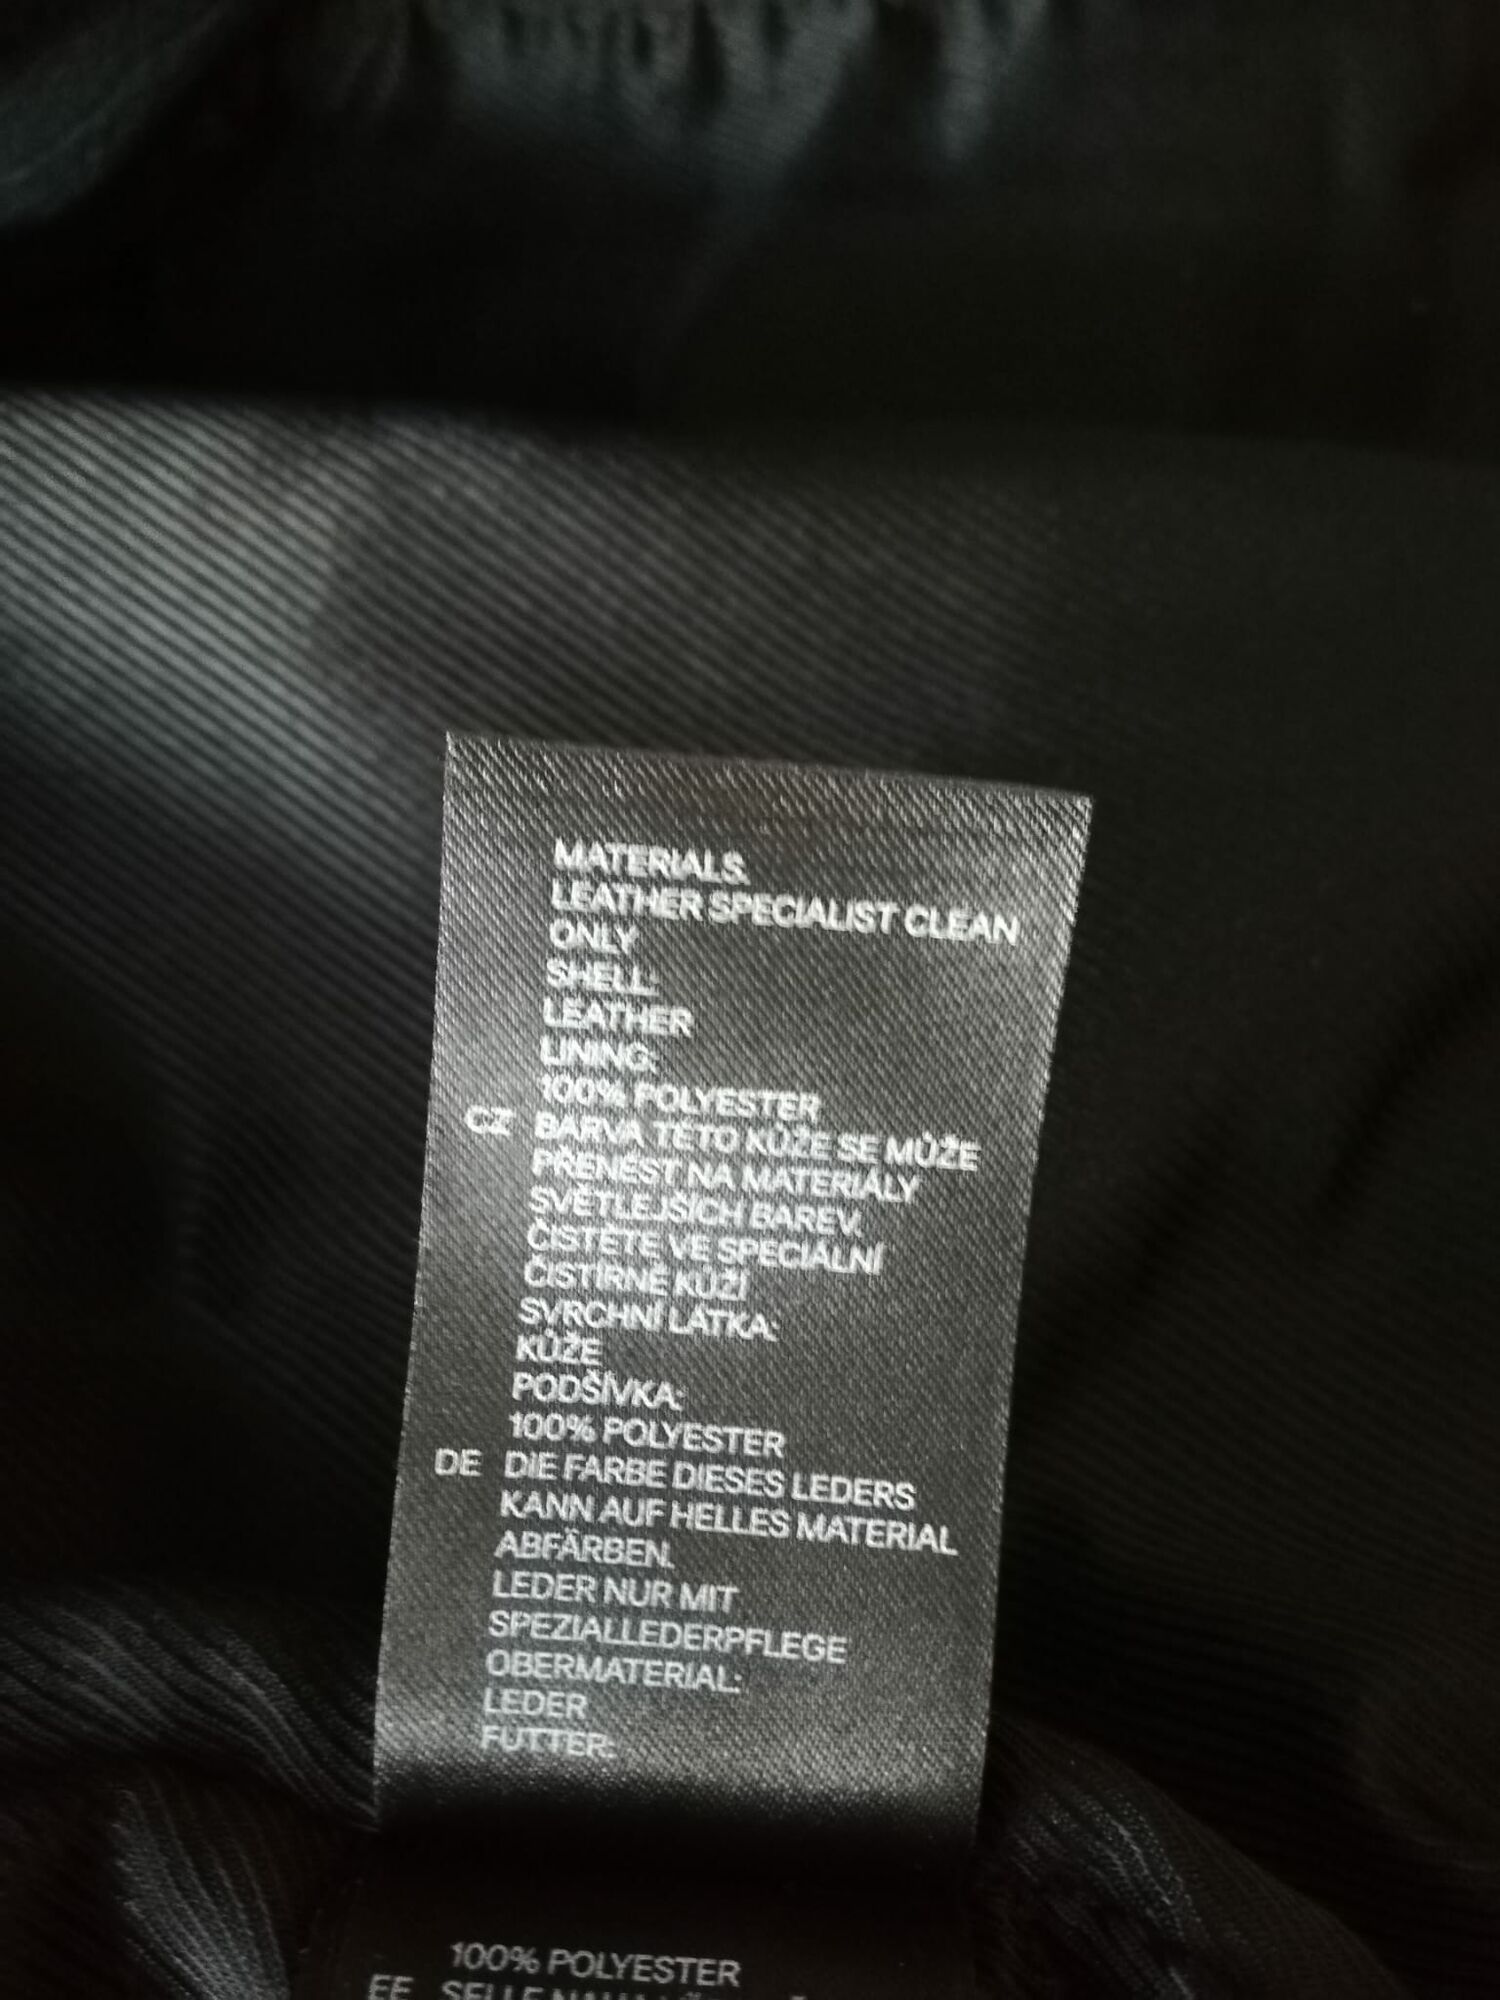 MATERIALS.
LEATHER SPECIALIST CLEAN
ONLY
SHELL:
LEATHER
LINING:
100% POLYESTER
CZ BARVA TÉTO KŮŽE SE MŮŽE
PŘENÉST NA MATERIÁLY
SVĚTLEJŠÍCH BAREV.
ČISTĚTE VE SPECIÁLNÍ
ČISTÍRNĚ KŮŽÍ
SVRCHNÍ LÁTKA:
KŮŽE
PODŠÍVKA:
100% POLYESTER
DE DIE FARBE DIESES LEDERS
KANN AUF HELLES MATERIAL
ABFÄRBEN.
LEDER NUR MIT
SPEZIALLEDERPFLEGE
OBERMATERIAL:
LEDER
FUTTER:
100% POLYESTER
EE SELLE